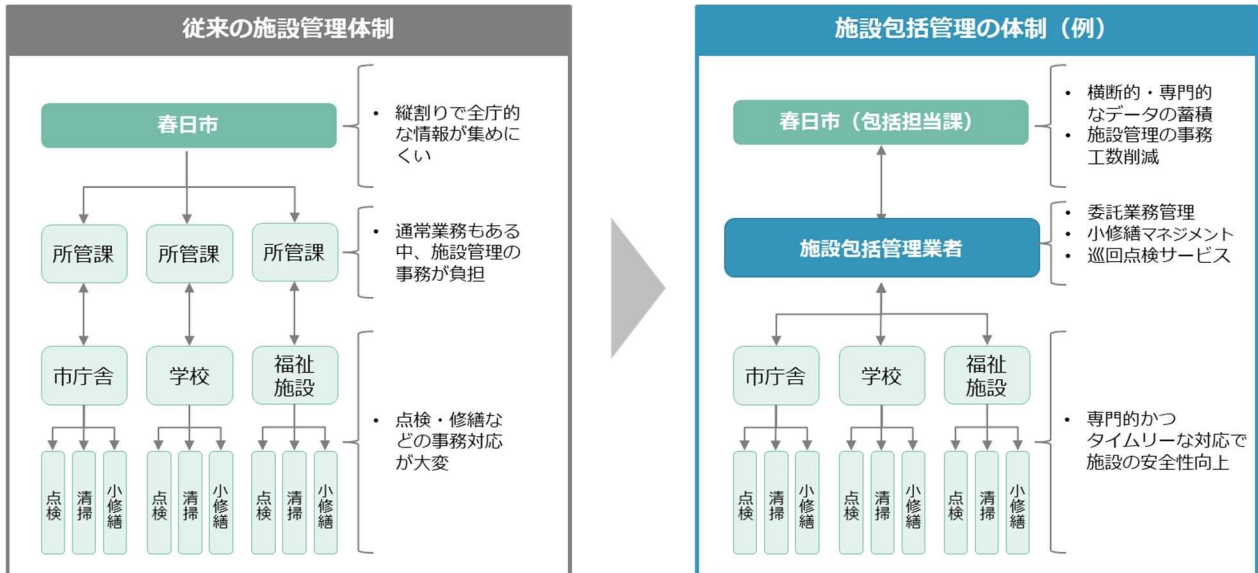 従来の施設管理体制
春日市
• 縦割りで全庁的
な情報が集めに
くい
所管課
所管課
所管課
• 通常業務もある
中、施設管理の
事務が負担
市庁舎
学校
福祉
施設
• 点検・修繕な
どの事務対応
が大変
点検
清掃
小修繕
点検
清掃
小修繕
点検
清掃
小修繕
施設包括管理の体制（例）
春日市（包括担当課）
• 横断的・専門的
なデータの蓄積
• 施設管理の事務
工数削減
施設包括管理業者
• 委託業務管理
• 小修繕マネジメント
• 巡回点検サービス
市庁舎
学校
福祉
施設
• 専門的かつ
タイムリーな対応で
施設の安全性向上
点検
清掃
小修繕
点検
清掃
小修繕
点検
清掃
小修繕